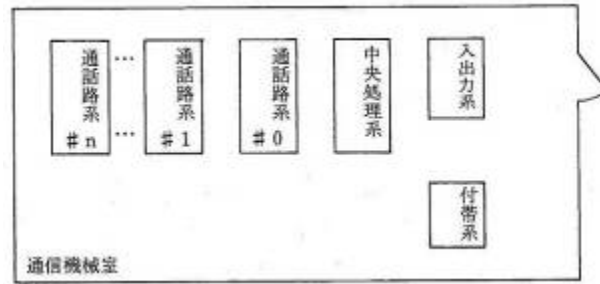 通話路系
#n
…
…
通話路系
#1
通話路系
#0
中央処理系
入出力系
付帯系
通信機械室